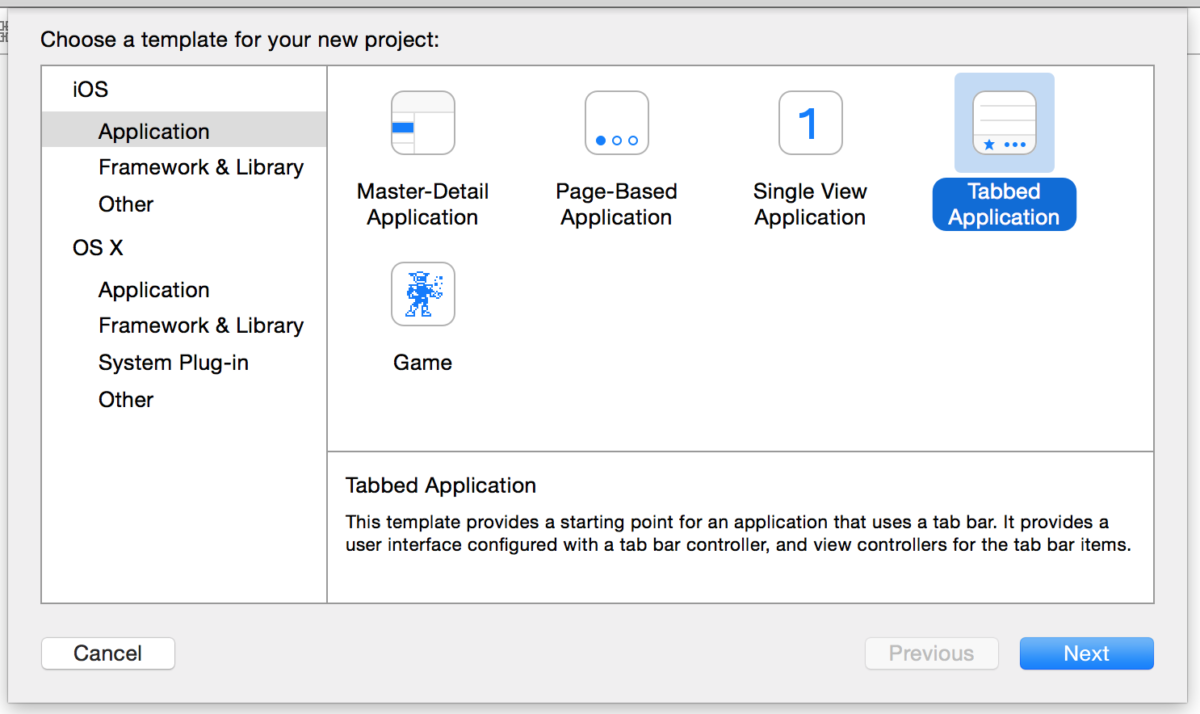 Choose a template for your new project:
iOS
Application
Framework & Library
Other
OS X
Application
Framework & Library
System Plug-in
Other
Master-Detail
Application
Page-Based
Application
1
Single View
Application
Tabbed
Application
Game
Tabbed Application
This template provides a starting point for an application that uses a tab bar. It provides a
user interface configured with a tab bar controller, and view controllers for the tab bar items.
Cancel
Previous
Next